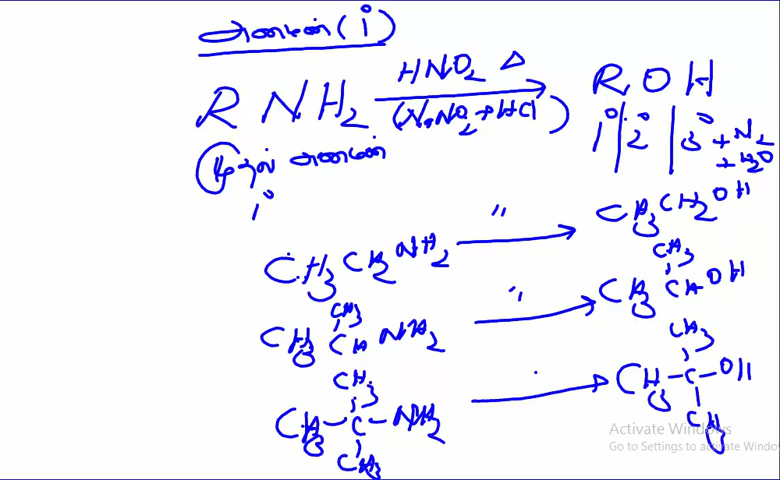 (1°)
RNH₂ HNO₂ Δ (NaNO₂ + HCl) ROH
1° | 2° | 3° + N₂ + H₂O
1°
CH₃CH₂NH₂ " CH₃CH₂OH
CH₃
CH₃CHNH₂ " CH₃CHOH
CH₃
CH₃
CH₃–C–NH₂ CH₃–C–OH
CH₃
CH₃
CH₃
Activate Windows
Go to Settings to activate Windows